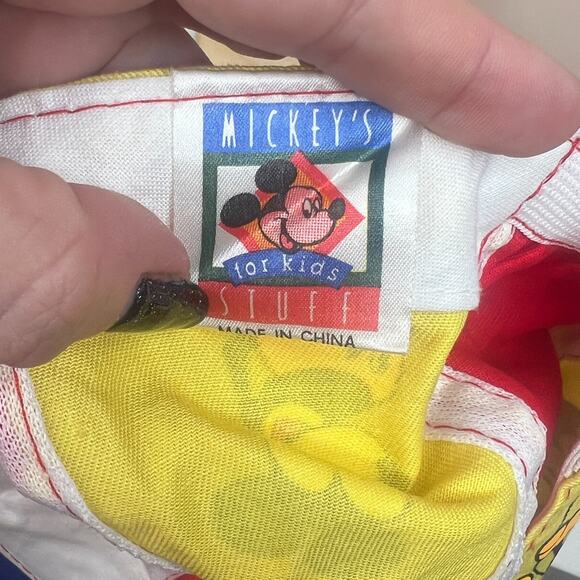 MICKEY'S
for kids
STUFF
MADE IN CHINA